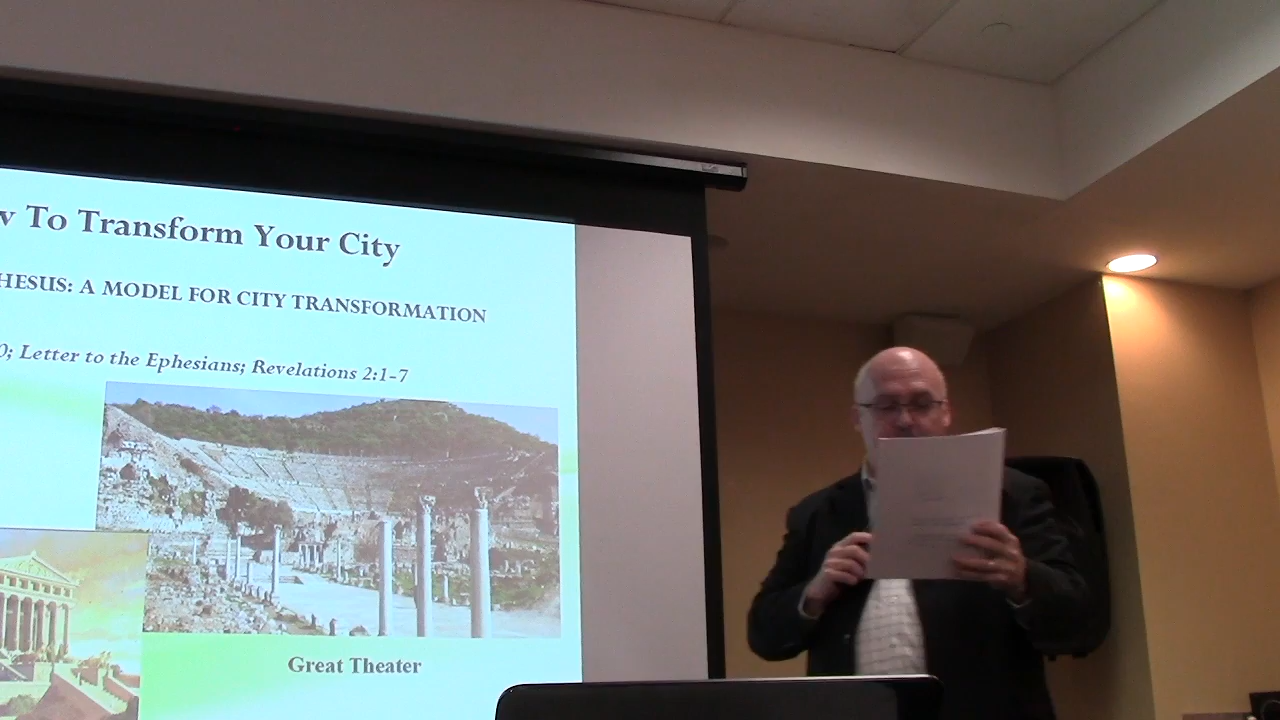 w To Transform Your City
HESUS: A MODEL FOR CITY TRANSFORMATION
0; Letter to the Ephesians; Revelations 2:1-7
Great Theater